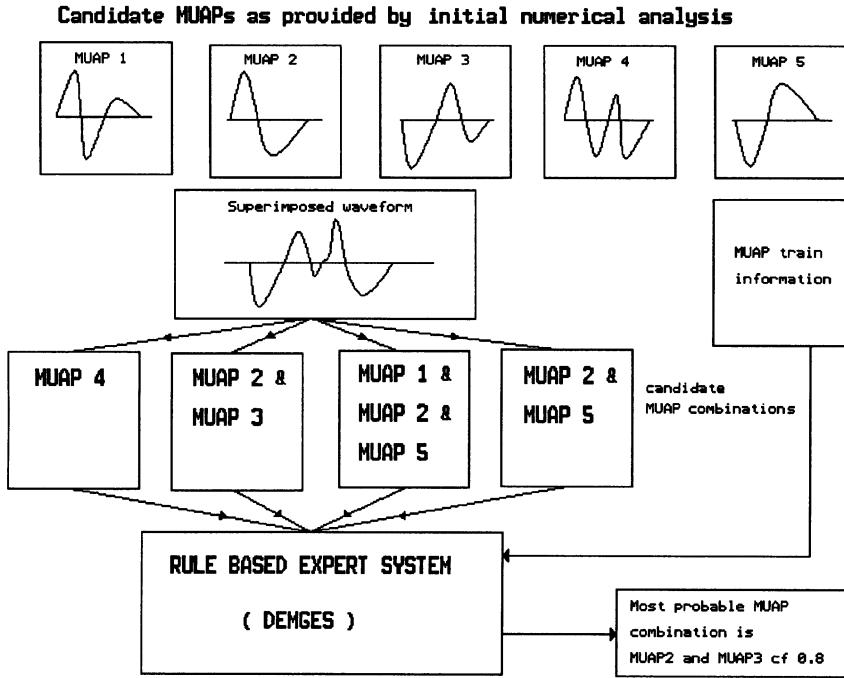 Candidate MUAPs as provided by initial numerical analysis
MUAP 1
MUAP 2
MUAP 3
MUAP 4
MUAP 5
Superimposed waveform
MUAP train
information
MUAP 4
MUAP 2 &
MUAP 3
MUAP 1 &
MUAP 2 &
MUAP 5
MUAP 2 &
MUAP 5
candidate
MUAP combinations
RULE BASED EXPERT SYSTEM
( DEMGES )
Most probable MUAP
combination is
MUAP2 and MUAP3 cf 0.8